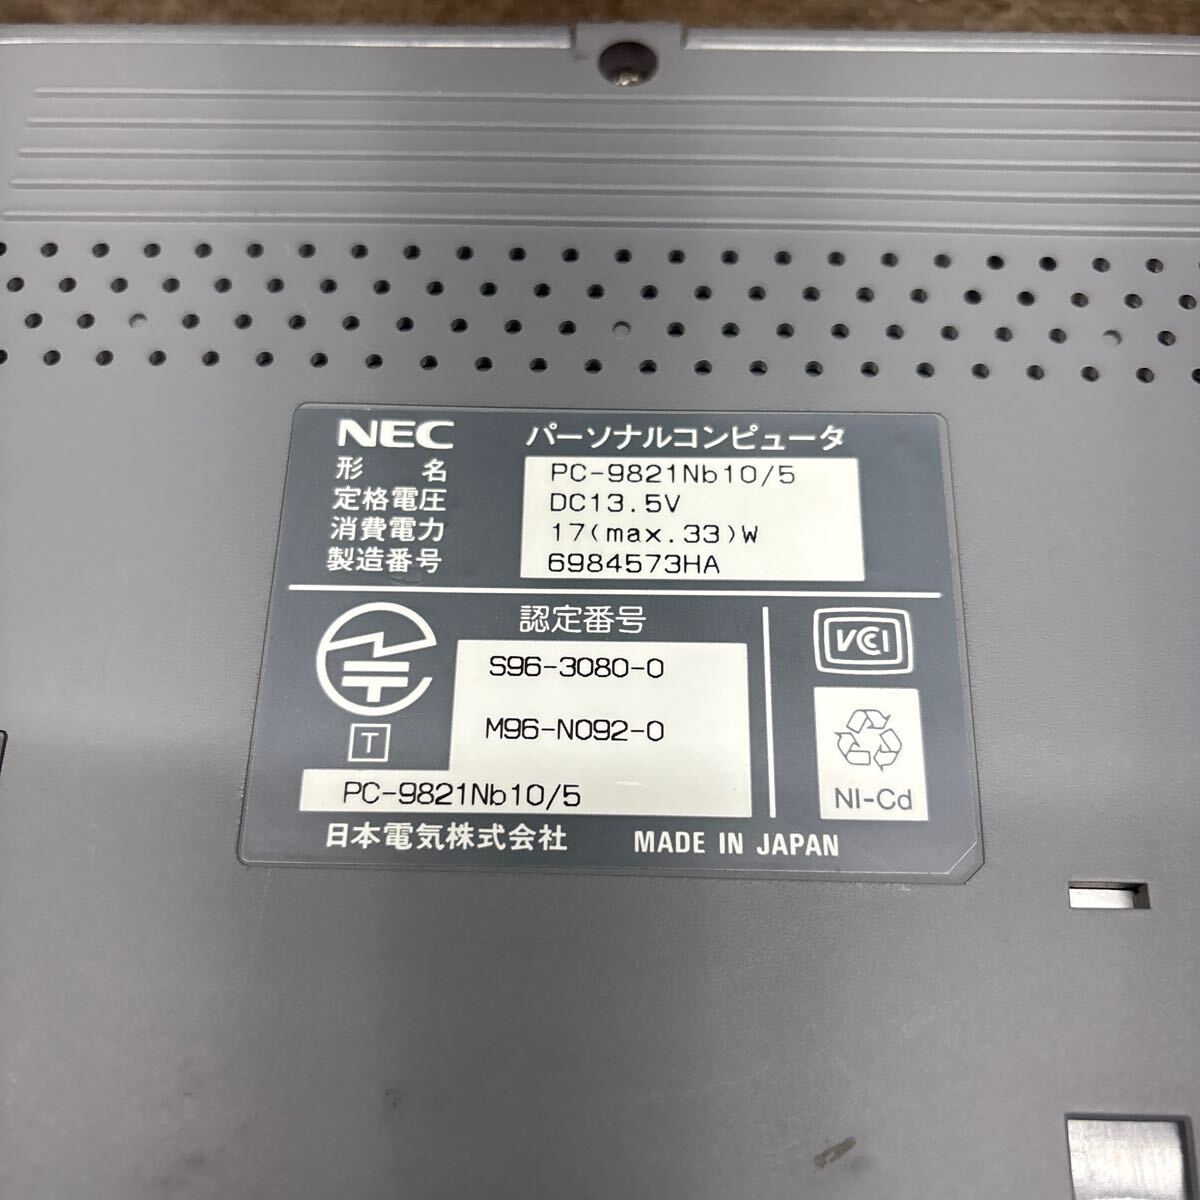 NEC パーソナルコンピュータ
形 名 PC-9821Nb10/5
定格電圧 DC13.5V
消費電力 17(max.33)W
製造番号 6984573HA
認定番号
S96-3080-0
M96-N092-0
T
PC-9821Nb10/5
VCCI
NI-Cd
日本電気株式会社 MADE IN JAPAN